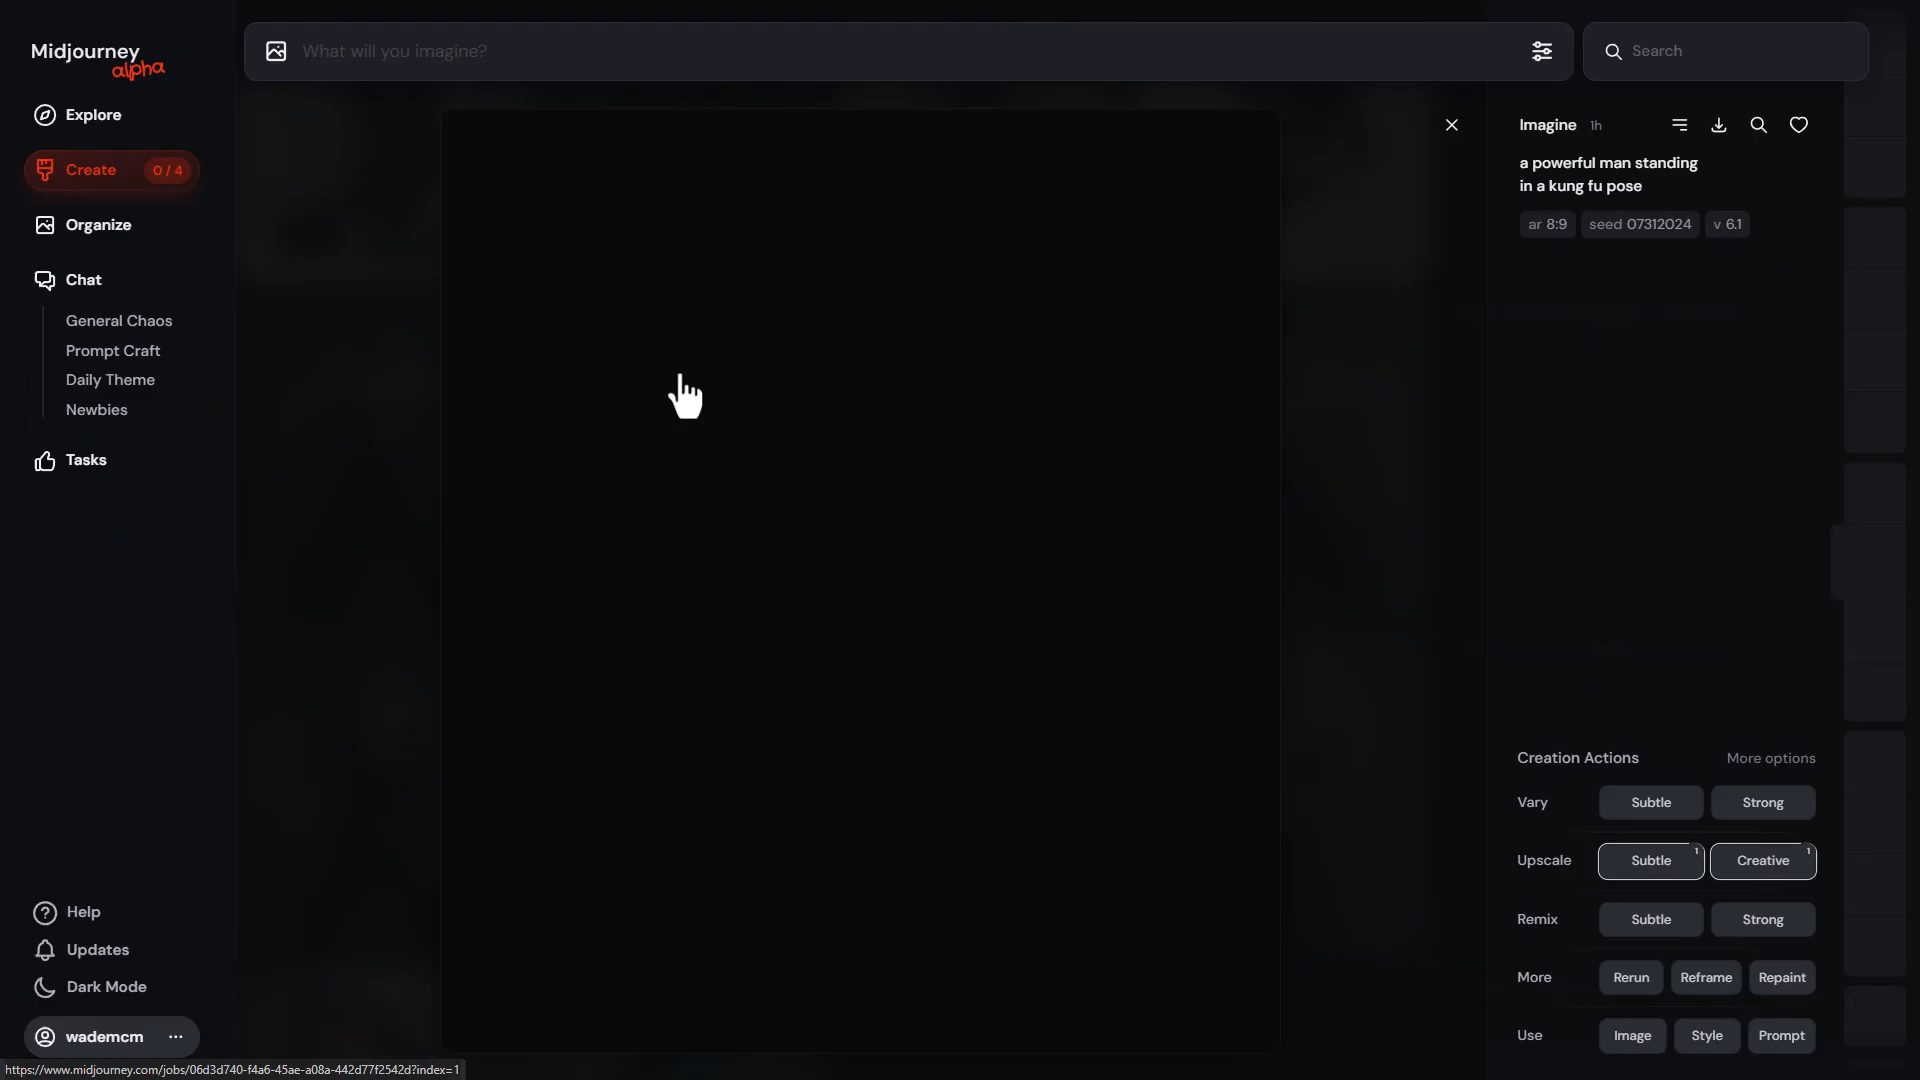 Midjourney
alpha
What will you imagine?
Search
Explore
Create 0 / 4
Organize
Chat
General Chaos
Prompt Craft
Daily Theme
Newbies
Tasks
Imagine 1h
a powerful man standing
in a kung fu pose
ar 8:9 seed 07312024 v 6.1
Creation Actions More options
Vary Subtle Strong
Upscale Subtle 1 Creative 1
Remix Subtle Strong
More Rerun Reframe Repaint
Use Image Style Prompt
Help
Updates
Dark Mode
wademcm ...
https://www.midjourney.com/jobs/06d3d740-f4a6-45ae-a08a-442d77f2542d?index=1